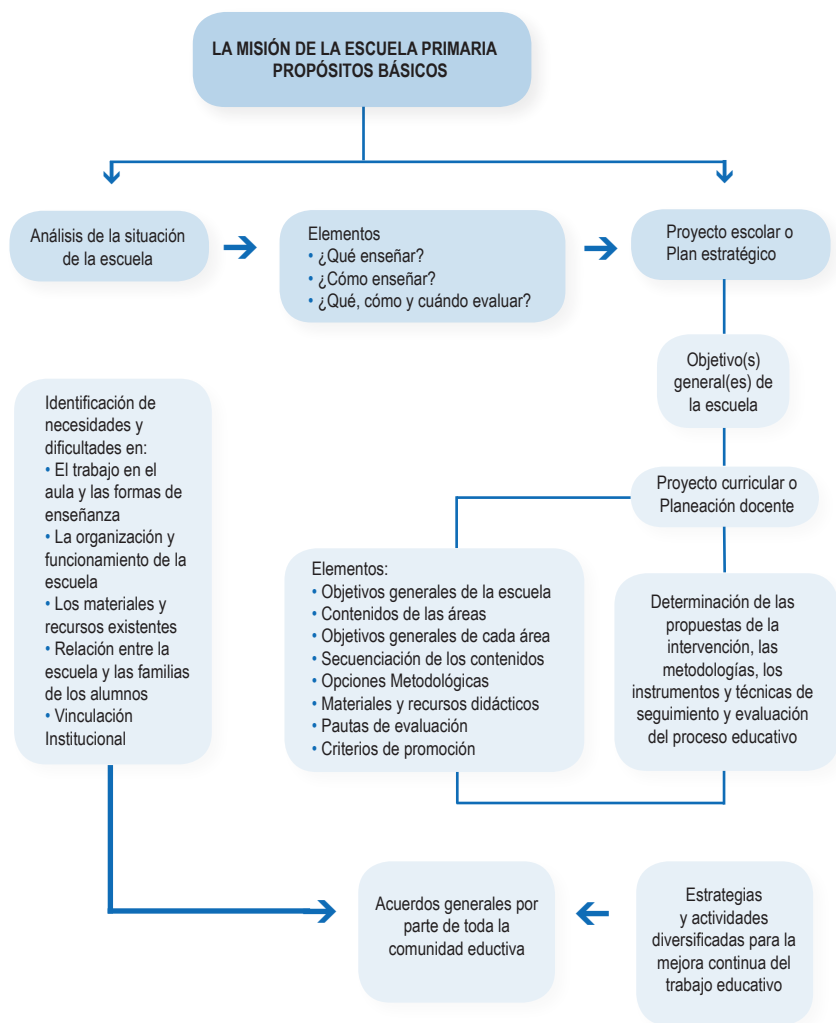 LA MISIÓN DE LA ESCUELA PRIMARIA
PROPÓSITOS BÁSICOS
Análisis de la situación
de la escuela
Elementos
• ¿Qué enseñar?
• ¿Cómo enseñar?
• ¿Qué, cómo y cuándo evaluar?
Proyecto escolar o
Plan estratégico
Objetivo(s)
general(es) de
la escuela
Identificación de
necesidades y
dificultades en:
• El trabajo en el
aula y las formas de
enseñanza
• La organización y
funcionamiento de la
escuela
• Los materiales y
recursos existentes
• Relación entre la
escuela y las familias
de los alumnos
• Vinculación
Institucional
Proyecto curricular o
Planeación docente
Elementos:
• Objetivos generales de la escuela
• Contenidos de las áreas
• Objetivos generales de cada área
• Secuenciación de los contenidos
• Opciones Metodológicas
• Materiales y recursos didácticos
• Pautas de evaluación
• Criterios de promoción
Determinación de las
propuestas de la
intervención, las
metodologías, los
instrumentos y técnicas de
seguimiento y evaluación
del proceso educativo
Acuerdos generales por
parte de toda la
comunidad eductiva
Estrategias
y actividades
diversificadas para la
mejora continua del
trabajo educativo